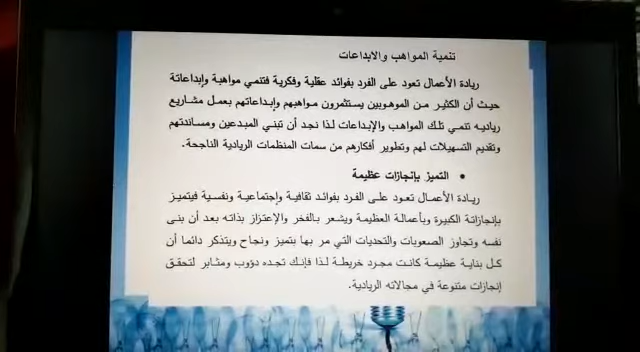 تنمية المواهب والابداعات
ريادة الأعمال تعود على الفرد بفوائد عقلية وفكرية فتنمي مواهبة وإبداعاتة
حيث أن الكثير من الموهوبين يستثمرون مواهبهم وإبداعاتهم بعمل مشاريع
رياديه تنمي تلك المواهب والإبداعات لذا نجد أن تبني المبدعين ومساندتهم
وتقديم التسهيلات لهم وتطوير أفكارهم من سمات المنظمات الريادية الناجحة.
• التميز بإنجازات عظيمة
ريادة الأعمال تعود على الفرد بفوائد ثقافية وإجتماعية ونفسية فيتميز
بإنجازاتة الكبيرة وبأعمالة العظيمة ويشعر بالفخر والإعتزاز بذاته بعد أن بنى
نفسه وتجاوز الصعوبات والتحديات التي مر بها بتميز ونجاح ويتذكر دائما أن
كل بناية عظيمة كانت مجرد خريطة لذا فإنك تجده دؤوب ومثابر لتحقق
إنجازات متنوعة في مجالاته الريادية.